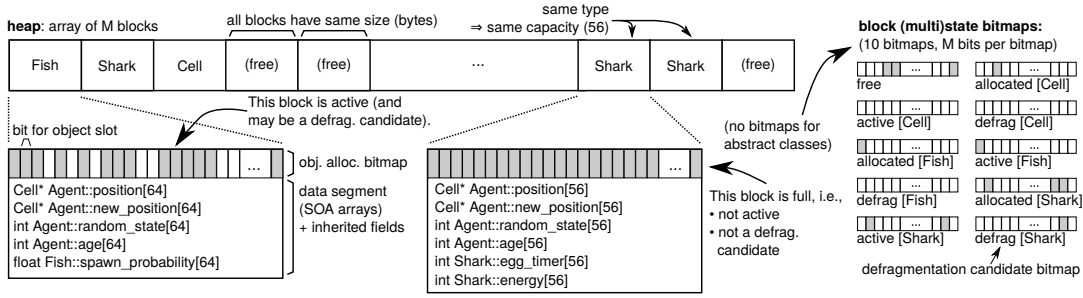 heap: array of M blocks
all blocks have same size (bytes)
same type
⇒ same capacity (56)
Fish
Shark
Cell
(free)
(free)
...
Shark
Shark
(free)
This block is active (and
may be a defrag. candidate).
bit for object slot
...
obj. alloc. bitmap
Cell* Agent::position[64]
Cell* Agent::new_position[64]
int Agent::random_state[64]
int Agent::age[64]
float Fish::spawn_probability[64]
data segment
(SOA arrays)
+ inherited fields
...
Cell* Agent::position[56]
Cell* Agent::new_position[56]
int Agent::random_state[56]
int Agent::age[56]
int Shark::egg_timer[56]
int Shark::energy[56]
This block is full, i.e.,
• not active
• not a defrag.
candidate
(no bitmaps for
abstract classes)
block (multi)state bitmaps:
(10 bitmaps, M bits per bitmap)
...
free
...
allocated [Cell]
...
active [Cell]
...
defrag [Cell]
...
allocated [Fish]
...
active [Fish]
...
defrag [Fish]
...
allocated [Shark]
...
active [Shark]
...
defrag [Shark]
defragmentation candidate bitmap